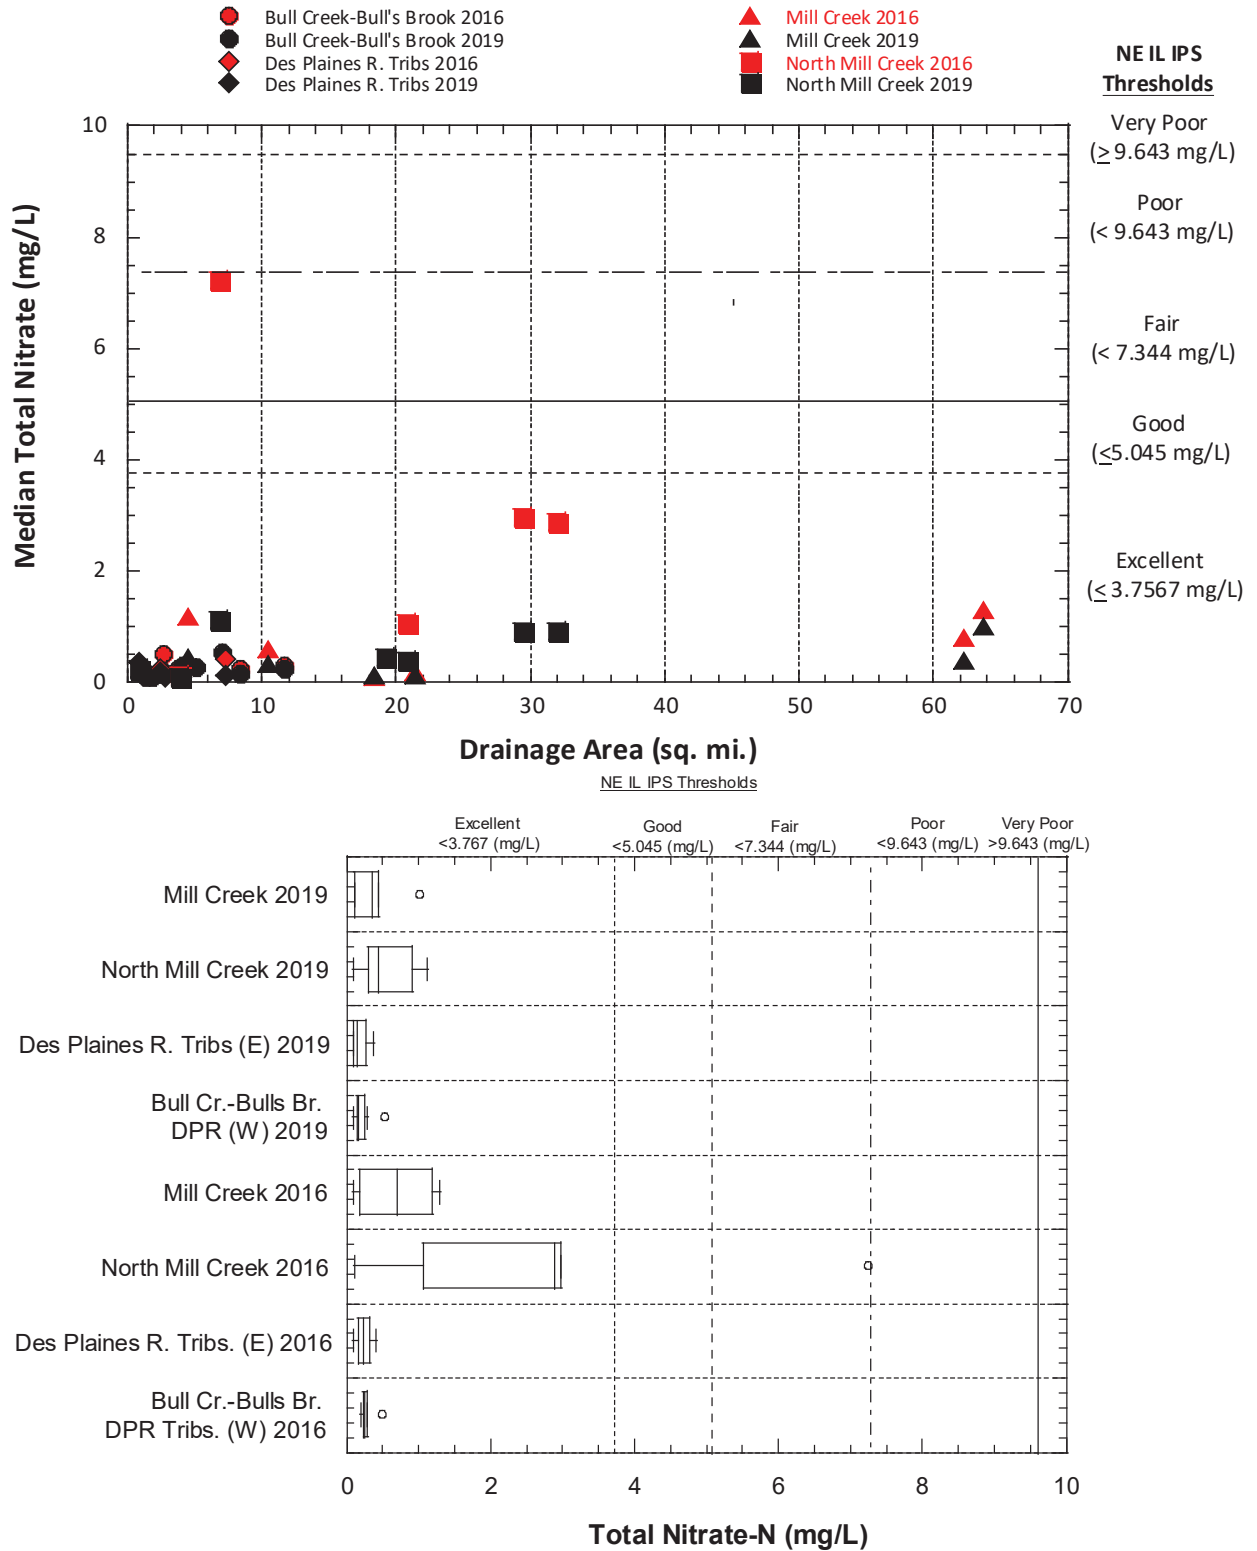 Bull Creek-Bull's Brook 2016
Bull Creek-Bull's Brook 2019
Des Plaines R. Tribs 2016
Des Plaines R. Tribs 2019
Mill Creek 2016
Mill Creek 2019
North Mill Creek 2016
North Mill Creek 2019
NE IL IPS
Thresholds
Very Poor
(≥ 9.643 mg/L)
Poor
(< 9.643 mg/L)
Fair
(< 7.344 mg/L)
Good
(≤5.045 mg/L)
Excellent
(≤ 3.7567 mg/L)
Median Total Nitrate (mg/L)
10
8
6
4
2
0
0 10 20 30 40 50 60 70
Drainage Area (sq. mi.)
NE IL IPS Thresholds
Excellent
<3.767 (mg/L)
Good
<5.045 (mg/L)
Fair
<7.344 (mg/L)
Poor
<9.643 (mg/L)
Very Poor
>9.643 (mg/L)
Mill Creek 2019
North Mill Creek 2019
Des Plaines R. Tribs (E) 2019
Bull Cr.-Bulls Br.
DPR (W) 2019
Mill Creek 2016
North Mill Creek 2016
Des Plaines R. Tribs. (E) 2016
Bull Cr.-Bulls Br.
DPR Tribs. (W) 2016
0 2 4 6 8 10
Total Nitrate-N (mg/L)